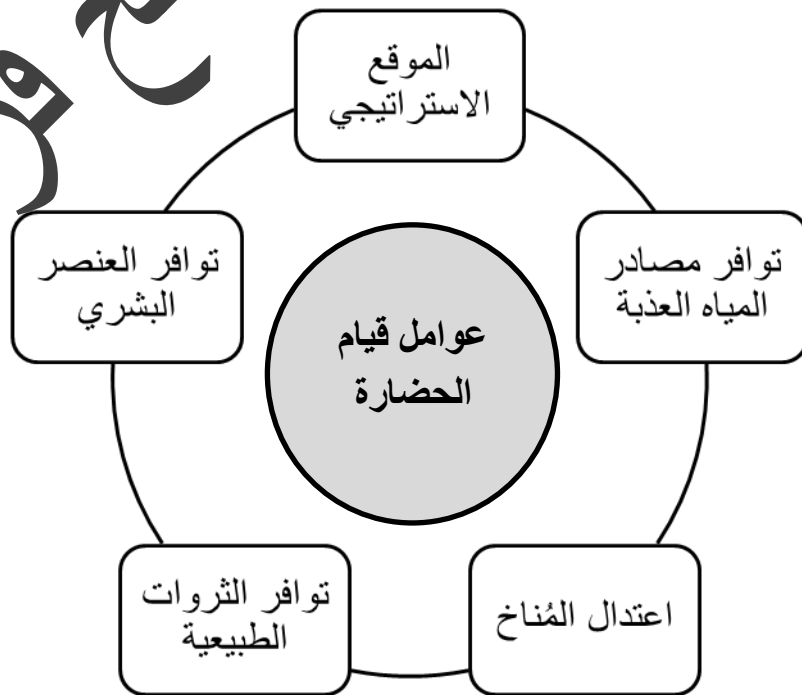 الموقع
الاستراتيجي
توافر مصادر
المياه العذبة
اعتدال المُناخ
توافر الثروات
الطبيعية
توافر العنصر
البشري
عوامل قيام
الحضارة